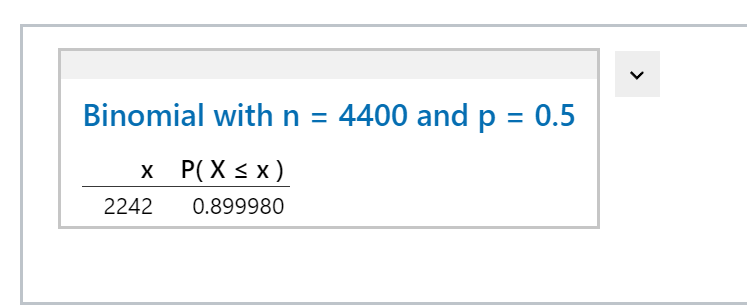 Binomial with n = 4400 and p = 0.5
x P( X ≤ x )
2242 0.899980